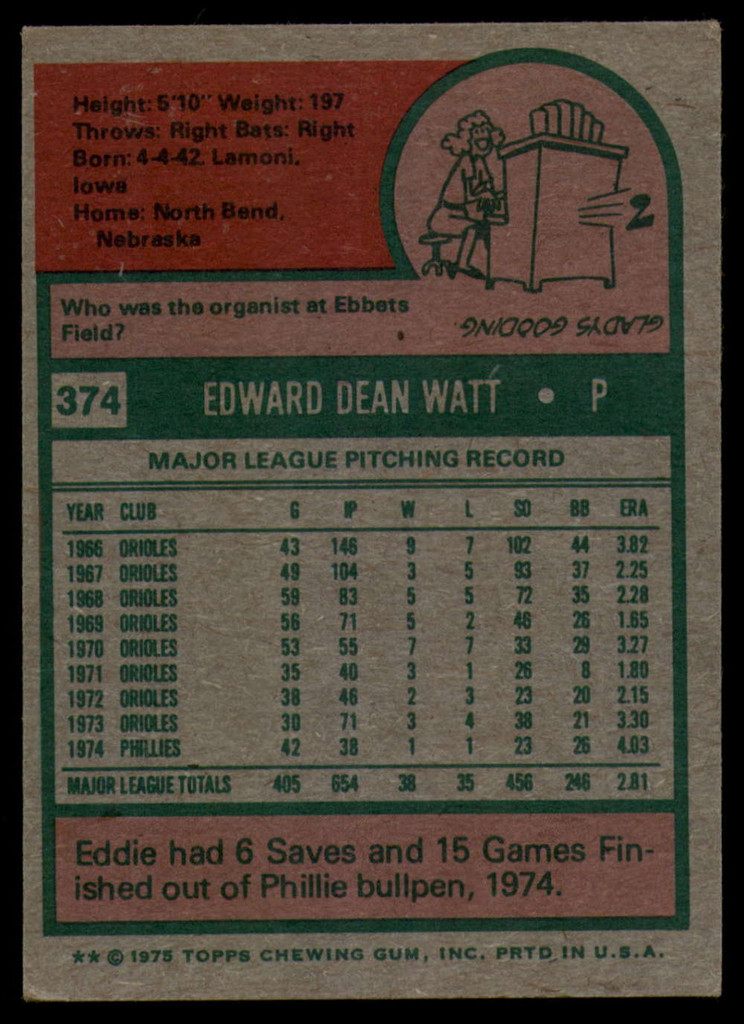 Height: 5'10" Weight: 197
Throws: Right Bats: Right
Born: 4-4-42, Lamoni,
Iowa
Home: North Bend,
Nebraska
2
Who was the organist at Ebbets
Field?
GLADYS GOODING
374 EDWARD DEAN WATT • P
MAJOR LEAGUE PITCHING RECORD
YEAR CLUB G IP W L SO BB ERA
1966 ORIOLES 43 146 9 7 102 44 3.82
1967 ORIOLES 49 104 3 5 93 37 2.25
1968 ORIOLES 59 83 5 5 72 35 2.28
1969 ORIOLES 56 71 5 2 46 26 1.65
1970 ORIOLES 53 55 7 7 33 29 3.27
1971 ORIOLES 35 40 3 1 26 8 1.80
1972 ORIOLES 38 46 2 3 23 20 2.15
1973 ORIOLES 30 71 3 4 38 21 3.30
1974 PHILLIES 42 38 1 1 23 26 4.03
MAJOR LEAGUE TOTALS 405 654 38 35 456 246 2.81
Eddie had 6 Saves and 15 Games Fin-
ished out of Phillie bullpen, 1974.
** © 1975 TOPPS CHEWING GUM, INC. PRTD IN U.S.A.